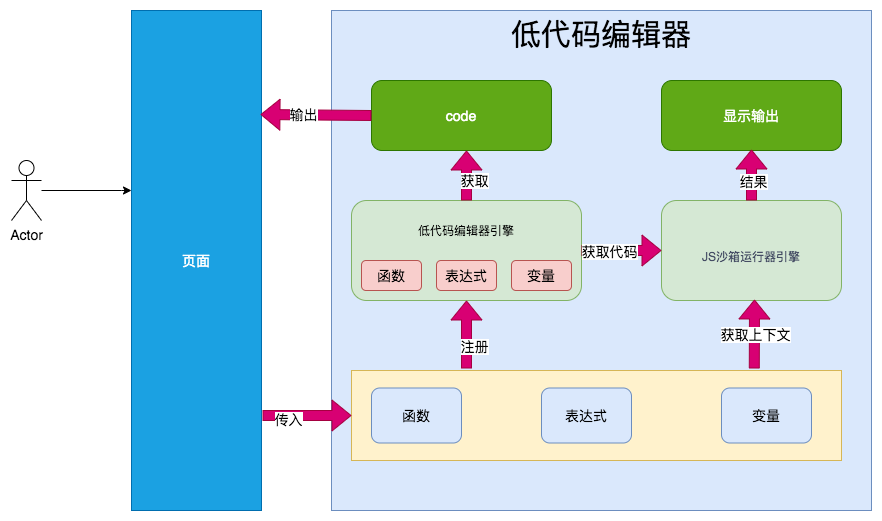 低代码编辑器
输出
code
显示输出
获取
结果
Actor
页面
低代码编辑器引擎
函数
表达式
变量
获取代码
JS沙箱运行器引擎
注册
获取上下文
传入
函数
表达式
变量